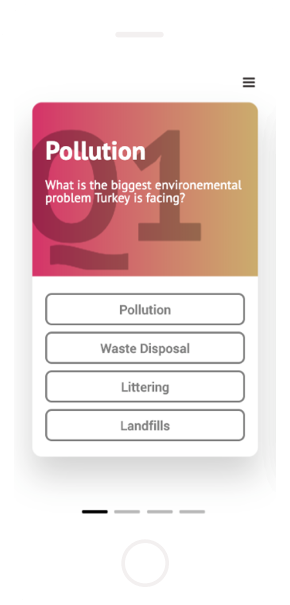 Q1
Pollution
What is the biggest environemental
problem Turkey is facing?
Pollution
Waste Disposal
Littering
Landfills